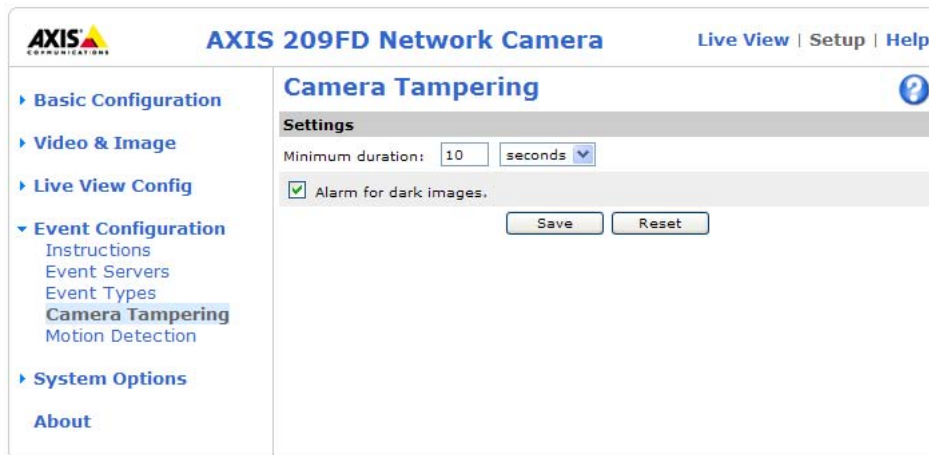 AXIS
COMMUNICATIONS
AXIS 209FD Network Camera
Live View | Setup | Help
Basic Configuration
Video & Image
Live View Config
Event Configuration
Instructions
Event Servers
Event Types
Camera Tampering
Motion Detection
System Options
About
Camera Tampering
?
Settings
Minimum duration: 10 seconds
Alarm for dark images.
Save Reset